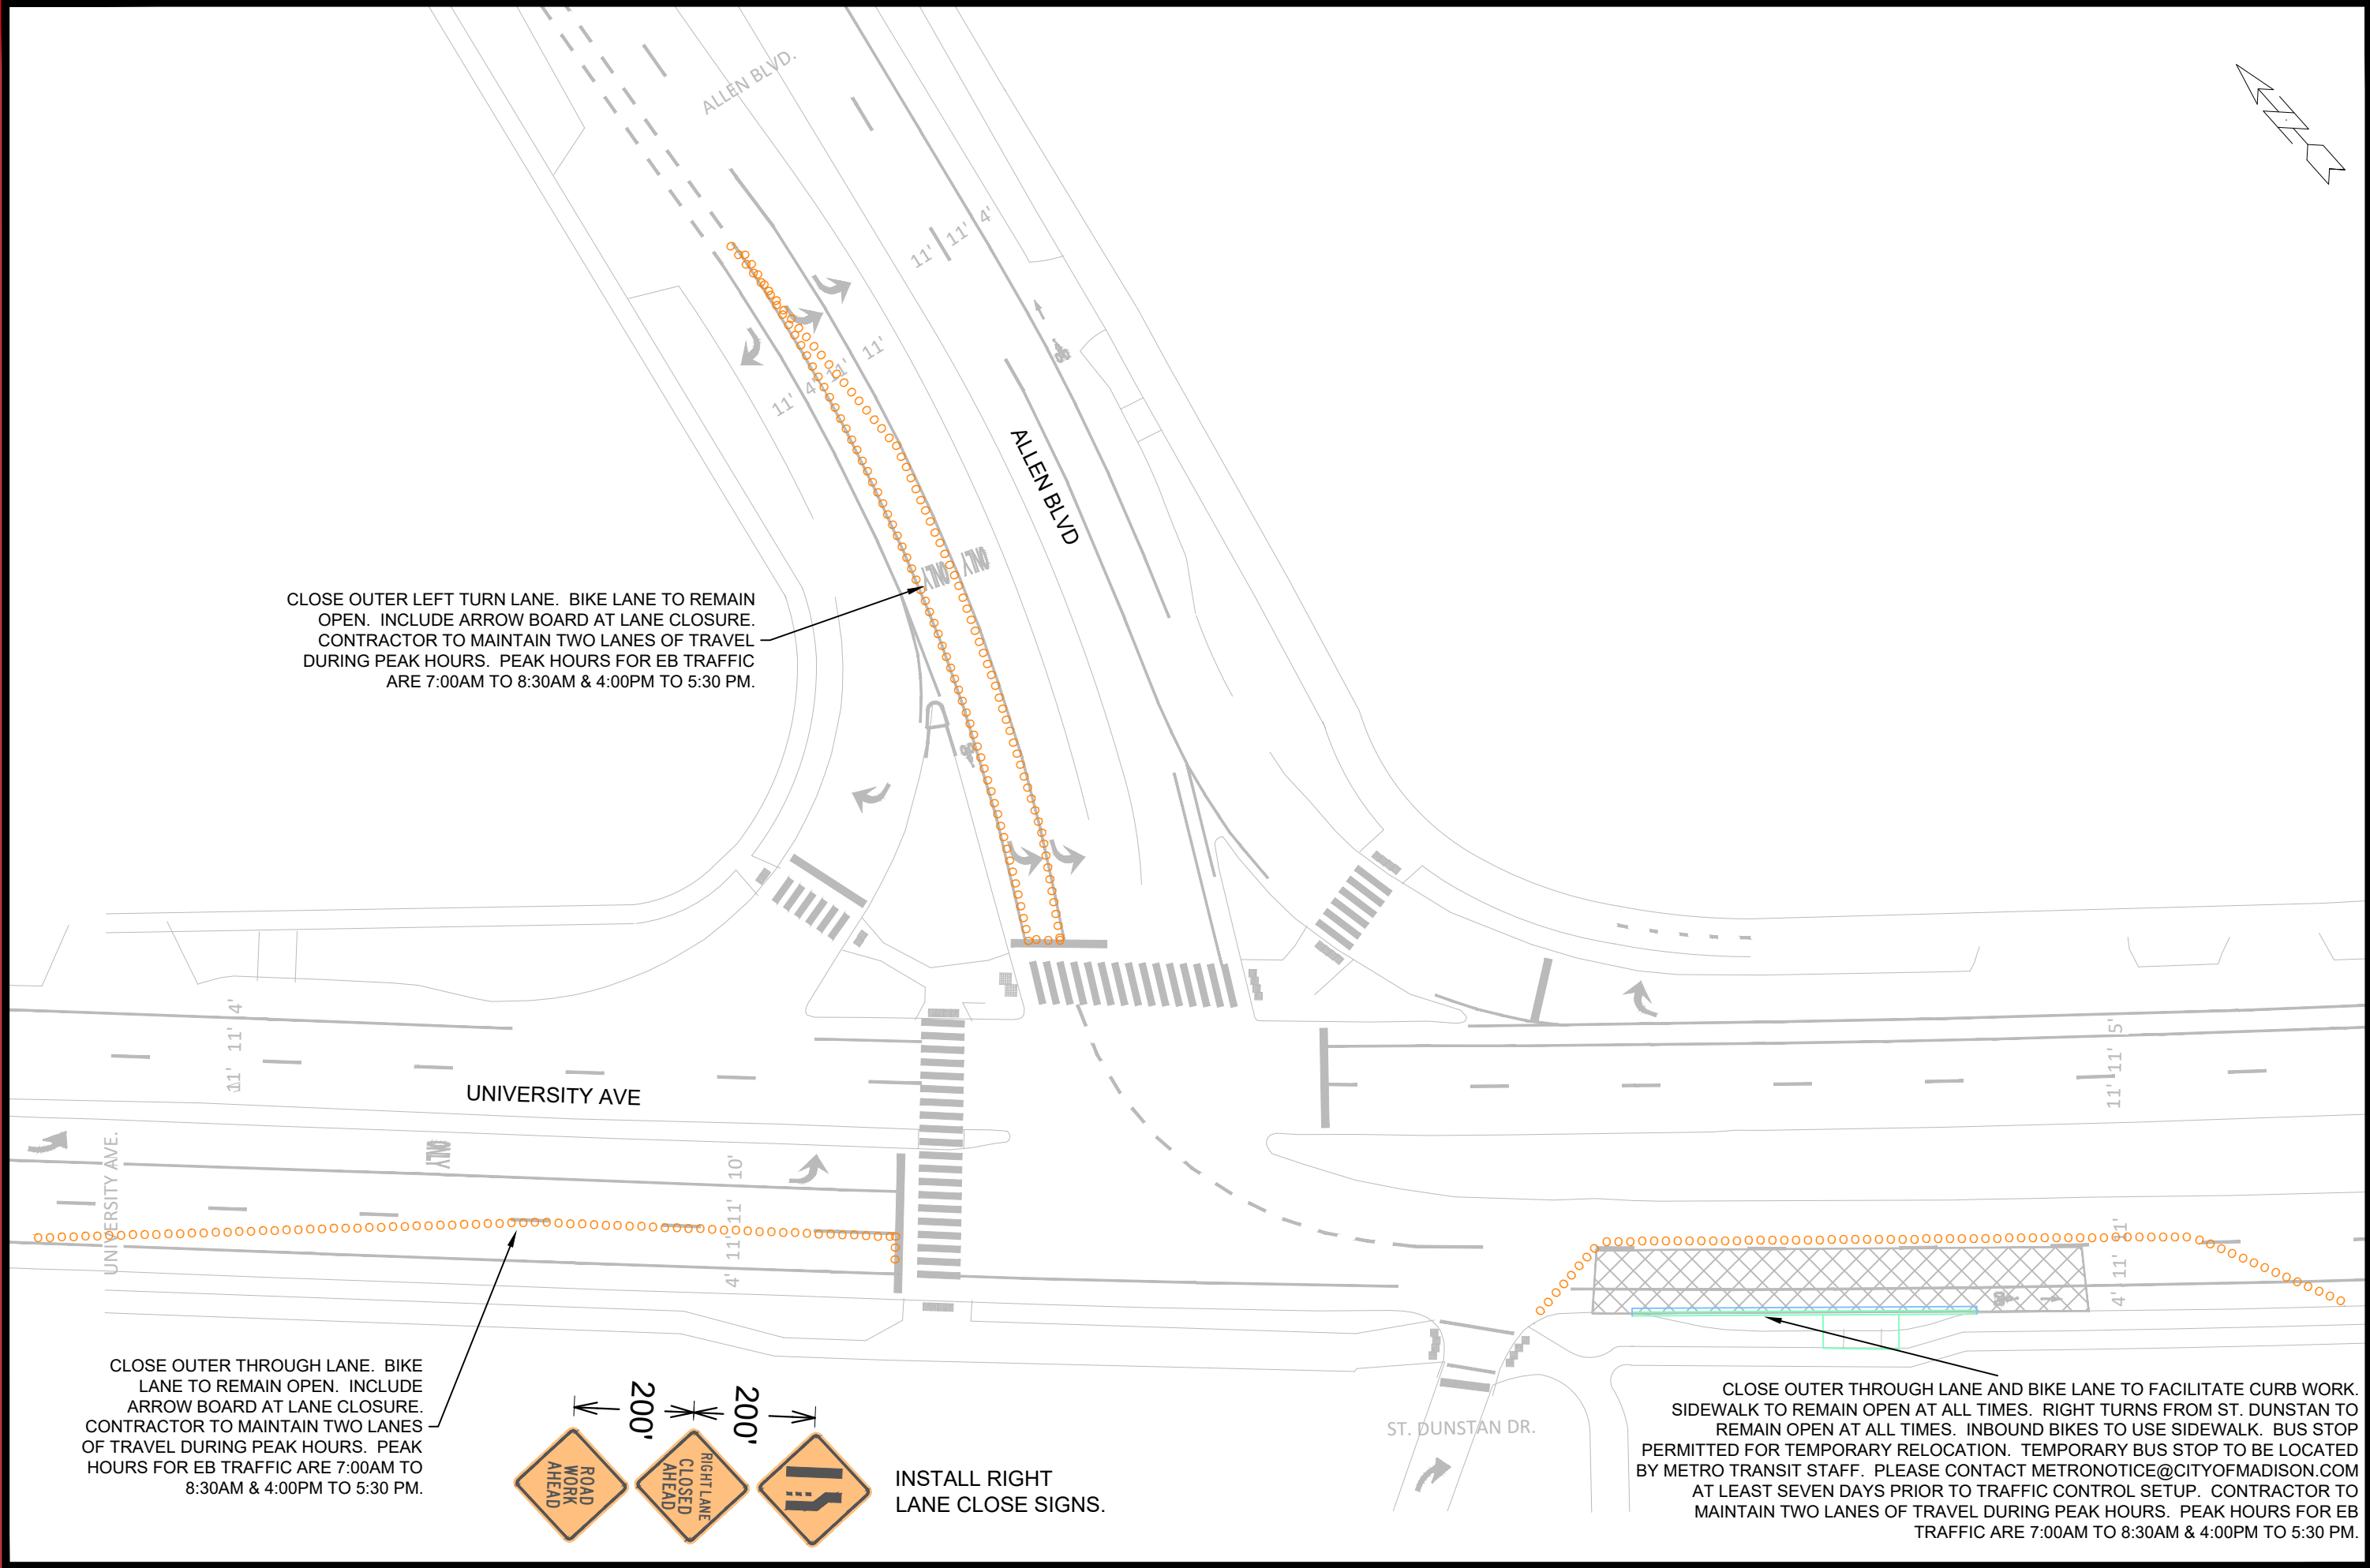 ALLEN BLVD.
11' 11' 4'
11' 4' 11' 11'
ALLEN BLVD
ONLY ONLY
CLOSE OUTER LEFT TURN LANE. BIKE LANE TO REMAIN
OPEN. INCLUDE ARROW BOARD AT LANE CLOSURE.
CONTRACTOR TO MAINTAIN TWO LANES OF TRAVEL
DURING PEAK HOURS. PEAK HOURS FOR EB TRAFFIC
ARE 7:00AM TO 8:30AM & 4:00PM TO 5:30 PM.
11' 11' 4'
11' 11' 5'
UNIVERSITY AVE
UNIVERSITY AVE.
ONLY
4' 11' 11' 10'
4' 11' 11'
CLOSE OUTER THROUGH LANE. BIKE
LANE TO REMAIN OPEN. INCLUDE
ARROW BOARD AT LANE CLOSURE.
CONTRACTOR TO MAINTAIN TWO LANES
OF TRAVEL DURING PEAK HOURS. PEAK
HOURS FOR EB TRAFFIC ARE 7:00AM TO
8:30AM & 4:00PM TO 5:30 PM.
200'
200'
ROAD
WORK
AHEAD
RIGHT LANE
CLOSED
AHEAD
INSTALL RIGHT
LANE CLOSE SIGNS.
ST. DUNSTAN DR.
CLOSE OUTER THROUGH LANE AND BIKE LANE TO FACILITATE CURB WORK.
SIDEWALK TO REMAIN OPEN AT ALL TIMES. RIGHT TURNS FROM ST. DUNSTAN TO
REMAIN OPEN AT ALL TIMES. INBOUND BIKES TO USE SIDEWALK. BUS STOP
PERMITTED FOR TEMPORARY RELOCATION. TEMPORARY BUS STOP TO BE LOCATED
BY METRO TRANSIT STAFF. PLEASE CONTACT METRONOTICE@CITYOFMADISON.COM
AT LEAST SEVEN DAYS PRIOR TO TRAFFIC CONTROL SETUP. CONTRACTOR TO
MAINTAIN TWO LANES OF TRAVEL DURING PEAK HOURS. PEAK HOURS FOR EB
TRAFFIC ARE 7:00AM TO 8:30AM & 4:00PM TO 5:30 PM.